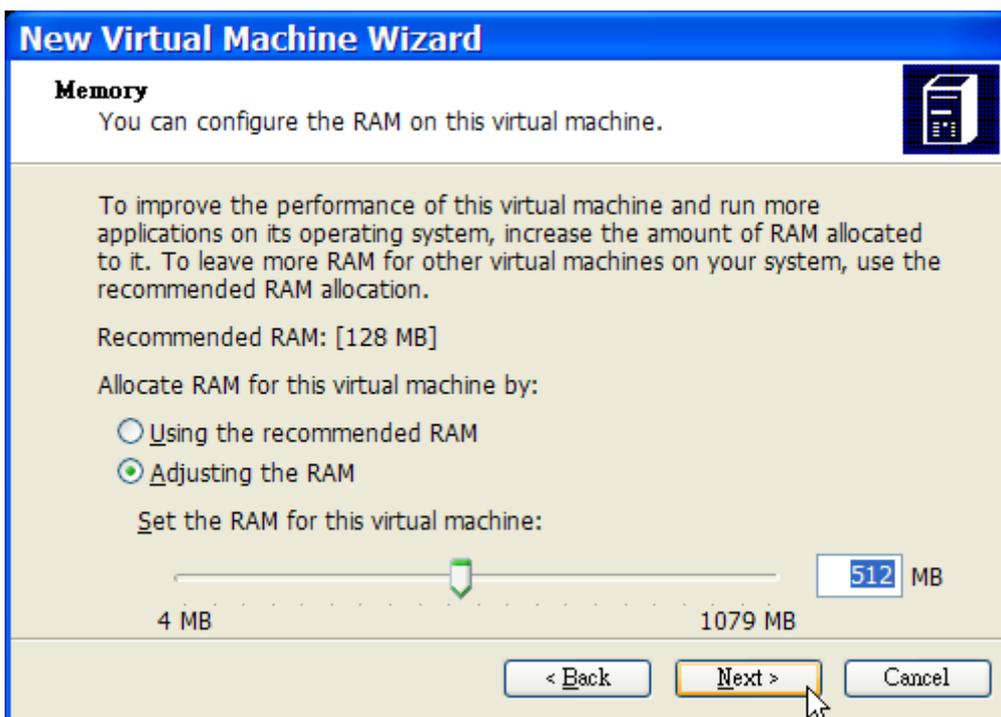 New Virtual Machine Wizard
Memory
You can configure the RAM on this virtual machine.
To improve the performance of this virtual machine and run more
applications on its operating system, increase the amount of RAM allocated
to it. To leave more RAM for other virtual machines on your system, use the
recommended RAM allocation.
Recommended RAM: [128 MB]
Allocate RAM for this virtual machine by:
Using the recommended RAM
Adjusting the RAM
Set the RAM for this virtual machine:
512 MB
4 MB 1079 MB
< Back Next > Cancel